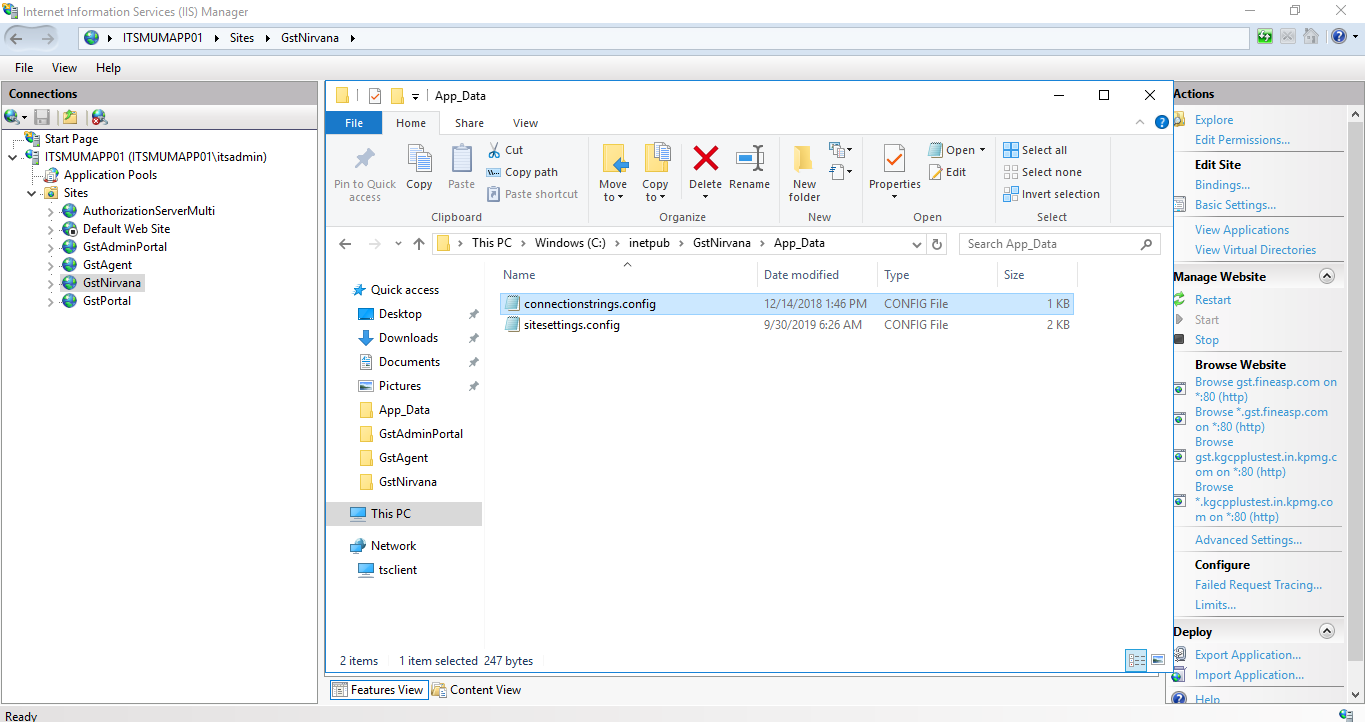 Internet Information Services (IIS) Manager
ITSMUMAPP01 Sites GstNirvana
File View Help
Connections
Start Page
ITSMUMAPP01 (ITSMUMAPP01\itsadmin)
Application Pools
Sites
AuthorizationServerMulti
Default Web Site
GstAdminPortal
GstAgent
GstNirvana
GstPortal
App_Data
File Home Share View
Pin to Quick access
Copy
Paste
Cut
Copy path
Paste shortcut
Clipboard
Move to
Copy to
Delete
Rename
Organize
New folder
New
Properties
Open
Edit
Open
Select all
Select none
Invert selection
Select
This PC Windows (C:) inetpub GstNirvana App_Data
Search App_Data
Quick access
Desktop
Downloads
Documents
Pictures
App_Data
GstAdminPortal
GstAgent
GstNirvana
This PC
Network
tsclient
Name Date modified Type Size
connectionstrings.config 12/14/2018 1:46 PM CONFIG File 1 KB
sitesettings.config 9/30/2019 6:26 AM CONFIG File 2 KB
2 items 1 item selected 247 bytes
Features View Content View
Actions
Explore
Edit Permissions...
Edit Site
Bindings...
Basic Settings...
View Applications
View Virtual Directories
Manage Website
Restart
Start
Stop
Browse Website
Browse gst.fineasp.com on
*:80 (http)
Browse *.gst.fineasp.com
on *:80 (http)
Browse
gst.kgcpplustest.in.kpmg.c
om on *:80 (http)
Browse
*.kgcpplustest.in.kpmg.co
m on *:80 (http)
Advanced Settings...
Configure
Failed Request Tracing...
Limits...
Deploy
Export Application...
Import Application...
Help
Ready